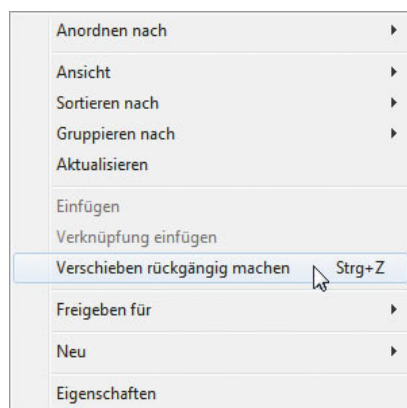 Anordnen nach
Ansicht
Sortieren nach
Gruppieren nach
Aktualisieren
Einfügen
Verknüpfung einfügen
Verschieben rückgängig machen Strg+Z
Freigeben für
Neu
Eigenschaften